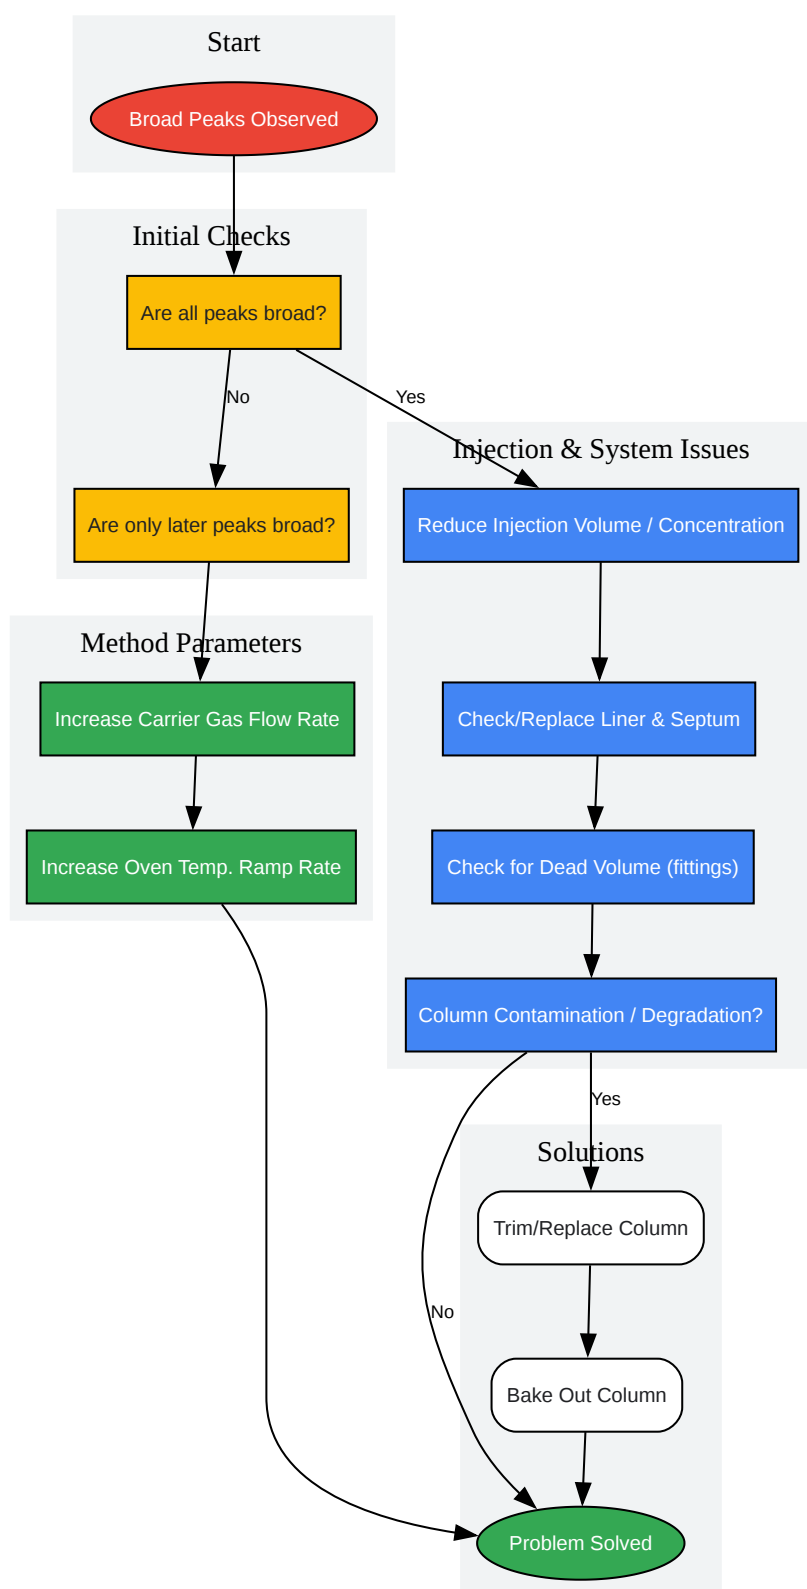 Start
Broad Peaks Observed
Initial Checks
Are all peaks broad?
No
Yes
Are only later peaks broad?
Injection & System Issues
Reduce Injection Volume / Concentration
Method Parameters
Increase Carrier Gas Flow Rate
Check/Replace Liner & Septum
Increase Oven Temp. Ramp Rate
Check for Dead Volume (fittings)
Column Contamination / Degradation?
Yes
Solutions
Trim/Replace Column
No
Bake Out Column
Problem Solved